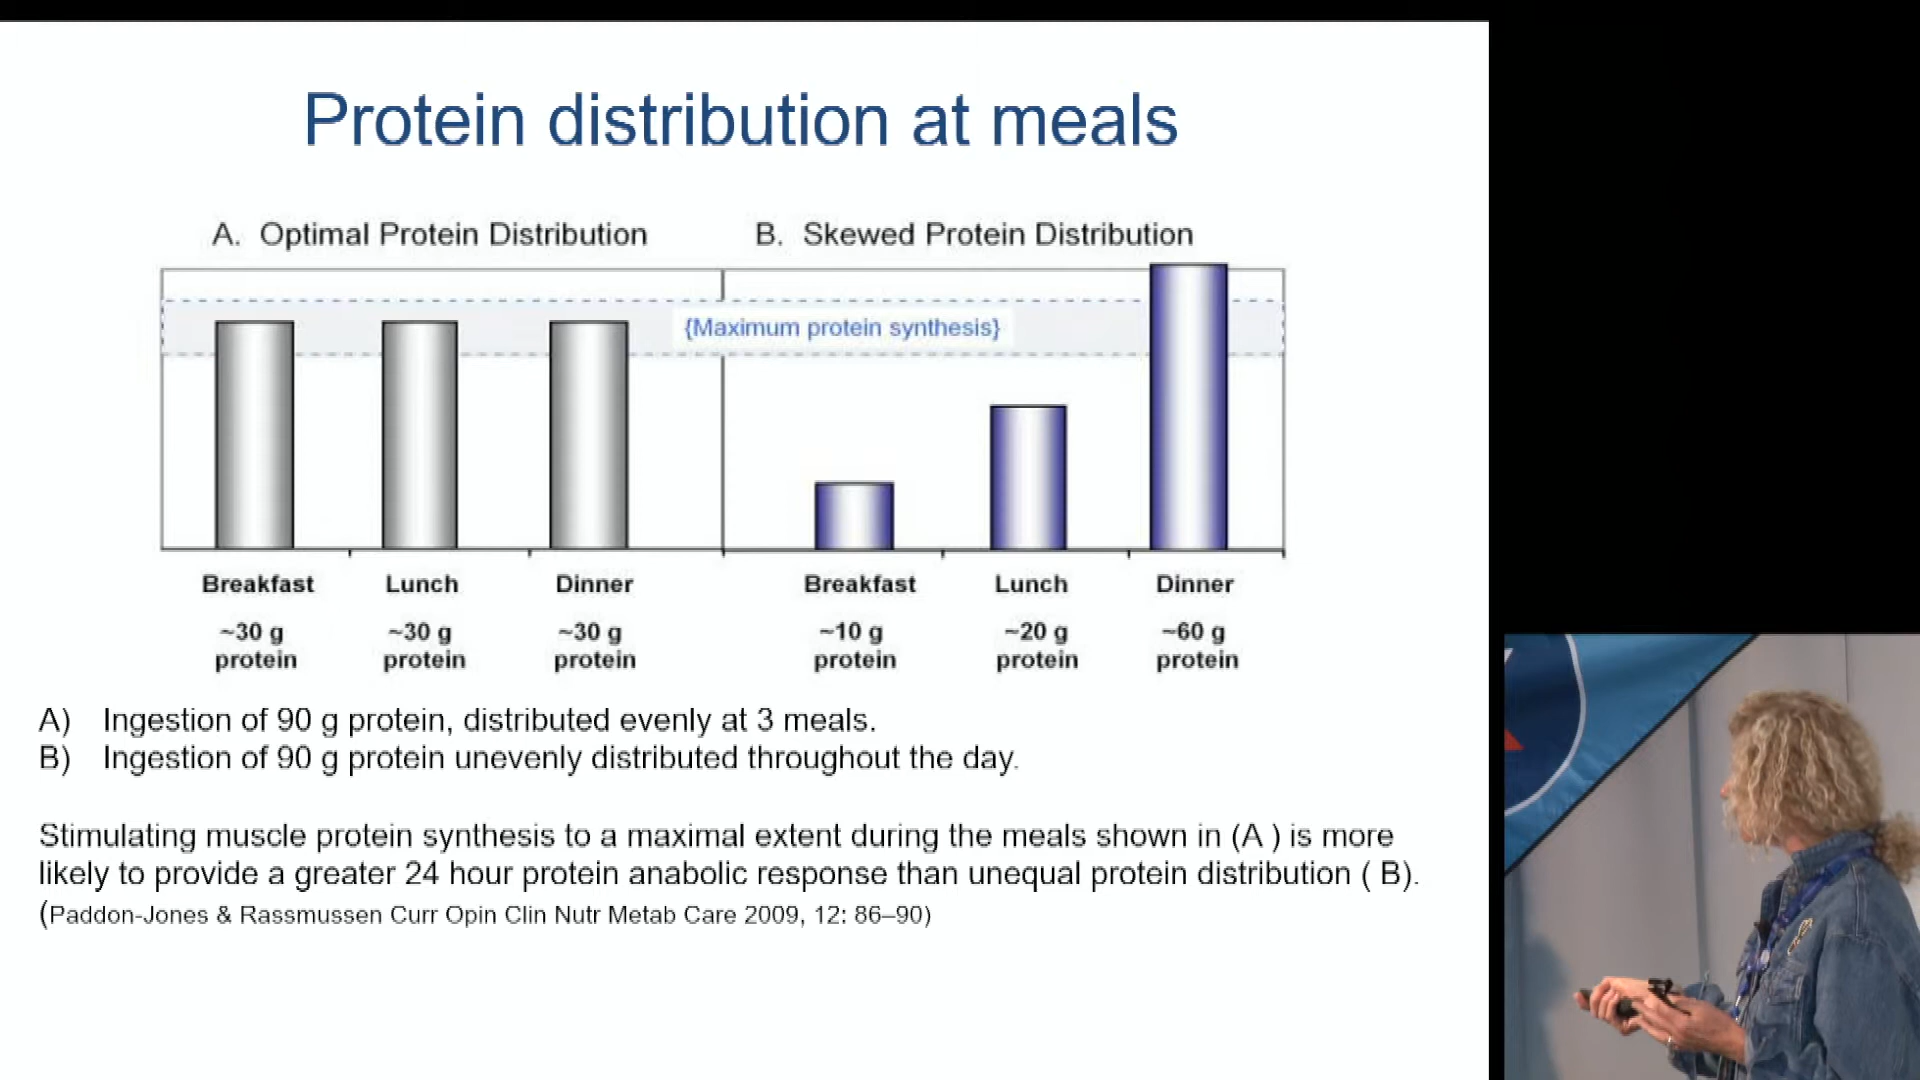 Protein distribution at meals
A. Optimal Protein Distribution
B. Skewed Protein Distribution
{Maximum protein synthesis}
Breakfast Lunch Dinner Breakfast Lunch Dinner
~30 g ~30 g ~30 g ~10 g ~20 g ~60 g
protein protein protein protein protein protein
A) Ingestion of 90 g protein, distributed evenly at 3 meals.
B) Ingestion of 90 g protein unevenly distributed throughout the day.
Stimulating muscle protein synthesis to a maximal extent during the meals shown in (A ) is more
likely to provide a greater 24 hour protein anabolic response than unequal protein distribution ( B).
(Paddon-Jones & Rassmussen Curr Opin Clin Nutr Metab Care 2009, 12: 86–90)